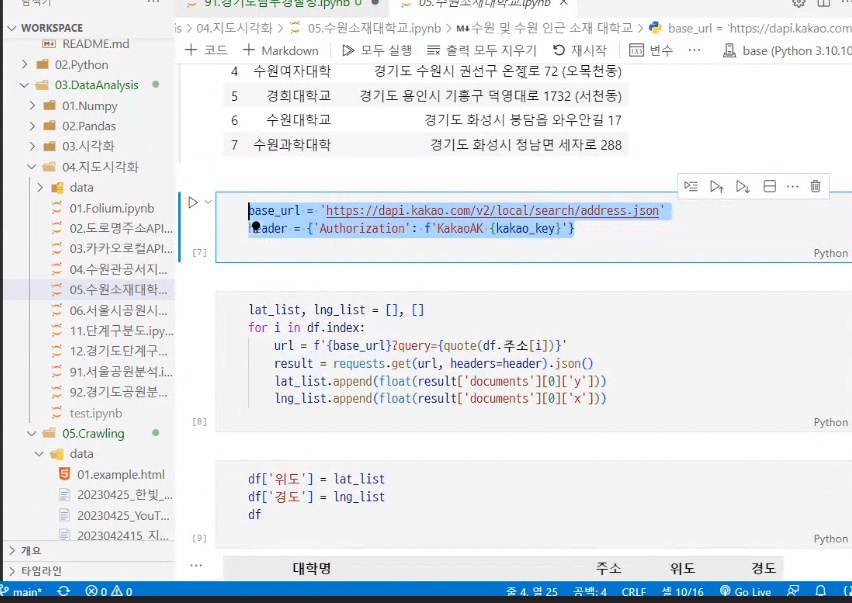 탐색기 ... 91.경기도남부경찰청.ipynb 05.수원소재대학교.ipynb ×
WORKSPACE
README.md
02.Python
03.DataAnalysis
01.Numpy
02.Pandas
03.시각화
04.지도시각화
data
01.Folium.ipynb
02.도로명주소API...
03.카카오로컬API...
04.수원관공서지...
05.수원소재대학...
06.서울시공원시...
11.단계구분도.ipy...
12.경기도단계구...
91.서울공원분석.i...
92.경기도공원분...
test.ipynb
05.Crawling
data
01.example.html
20230425_한빛_...
20230425_YouT...
2023042415_지...
개요
타임라인
is > 04.지도시각화 > 05.수원소재대학교.ipynb > M↓수원 및 수원 인근 소재 대학교 > base_url = 'https://dapi.kakao.com
+ 코드 + Markdown 모두 실행 출력 모두 지우기 재시작 변수 ... base (Python 3.10.10
4 수원여자대학 경기도 수원시 권선구 온정로 72 (오목천동)
5 경희대학교 경기도 용인시 기흥구 덕영대로 1732 (서천동)
6 수원대학교 경기도 화성시 봉담읍 와우안길 17
7 수원과학대학 경기도 화성시 정남면 세자로 288
base_url = 'https://dapi.kakao.com/v2/local/search/address.json'
header = {'Authorization': f'KakaoAK {kakao_key}'}
[7] Python
lat_list, lng_list = [], []
for i in df.index:
url = f'{base_url}?query={quote(df.주소[i])}'
result = requests.get(url, headers=header).json()
lat_list.append(float(result['documents'][0]['y']))
lng_list.append(float(result['documents'][0]['x']))
[8] Python
df['위도'] = lat_list
df['경도'] = lng_list
df
[9] Python
... 대학명 주소 위도 경도
main* 0 0 줄 4, 열 25 공백: 4 CRLF 셀 10/16 Go Live